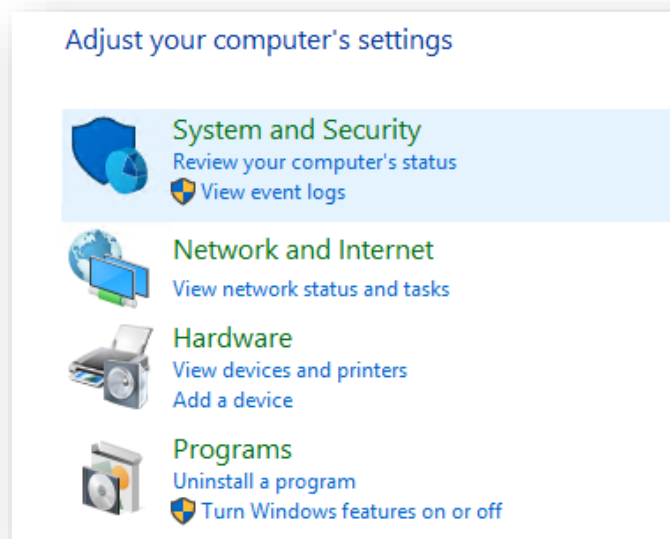 Adjust your computer's settings
System and Security
Review your computer's status
View event logs
Network and Internet
View network status and tasks
Hardware
View devices and printers
Add a device
Programs
Uninstall a program
Turn Windows features on or off